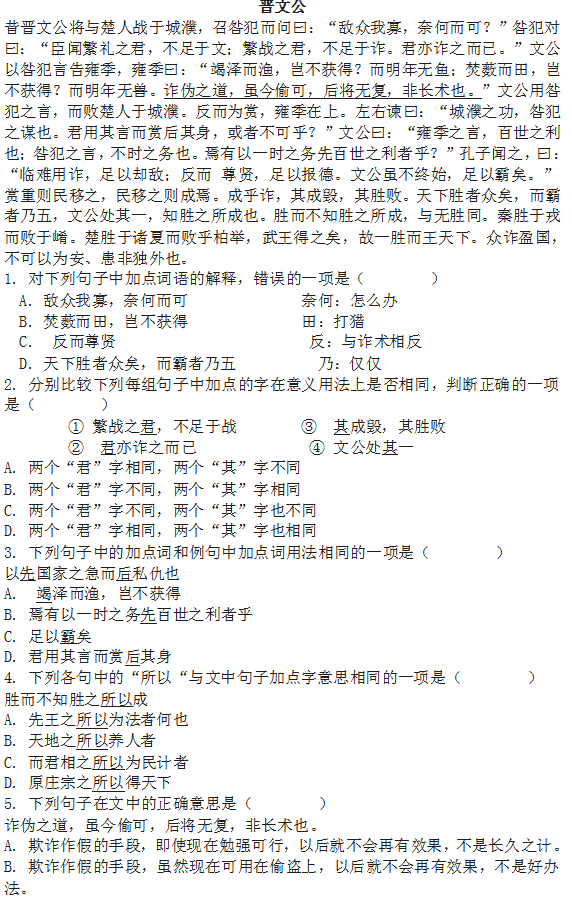 晋文公
昔晋文公将与楚人战于城濮，召咎犯而问曰：“敌众我寡，奈何而可？”咎犯对
曰：“臣闻繁礼之君，不足于文；繁战之君，不足于诈。君亦诈之而已。”文公
以咎犯言告雍季，雍季曰：“竭泽而渔，岂不获得？而明年无鱼；焚薮而田，岂
不获得？而明年无兽。诈伪之道，虽今偷可，后将无复，非长术也。”文公用咎
犯之言，而败楚人于城濮。反而为赏，雍季在上。左右谏曰：“城濮之功，咎犯
之谋也。君用其言而赏后其身，或者不可乎？”文公曰：“雍季之言，百世之利
也；咎犯之言，不时之务也。焉有以一时之务先百世之利者乎？”孔子闻之，曰：
“临难用诈，足以却敌；反而 尊贤，足以报德。文公虽不终始，足以霸矣。”
赏重则民移之，民移之则成焉。成乎诈，其成毁，其胜败。天下胜者众矣，而霸
者乃五，文公处其一，知胜之所成也。胜而不知胜之所成，与无胜同。秦胜于戎
而败于崤。楚胜于诸夏而败乎柏举，武王得之矣，故一胜而王天下。众诈盈国，
不可以为安、患非独外也。
1. 对下列句子中加点词语的解释，错误的一项是（ ）
A. 敌众我寡，奈何而可 奈何：怎么办
B. 焚薮而田，岂不获得 田：打猎
C. 反而尊贤 反：与诈术相反
D. 天下胜者众矣，而霸者乃五 乃：仅仅
2. 分别比较下列每组句子中加点的字在意义用法上是否相同，判断正确的一项
是（ ）
① 繁战之君，不足于战 ③ 其成毁，其胜败
② 君亦诈之而已 ④ 文公处其一
A. 两个“君”字相同，两个“其”字不同
B. 两个“君”字不同，两个“其”字相同
C. 两个“君”字不同，两个“其”字也不同
D. 两个“君”字相同，两个“其”字也相同
3. 下列句子中的加点词和例句中加点词用法相同的一项是（ ）
以先国家之急而后私仇也
A. 竭泽而渔，岂不获得
B. 焉有以一时之务先百世之利者乎
C. 足以霸矣
D. 君用其言而赏后其身
4. 下列各句中的“所以“与文中句子加点字意思相同的一项是（ ）
胜而不知胜之所以成
A. 先王之所以为法者何也
B. 天地之所以养人者
C. 而君相之所以为民计者
D. 原庄宗之所以得天下
5. 下列句子在文中的正确意思是（ ）
诈伪之道，虽今偷可，后将无复，非长术也。
A. 欺诈作假的手段，即使现在勉强可行，以后就不会再有效果，不是长久之计。
B. 欺诈作假的手段，虽然现在可用在偷盗上，以后就不会再有效果，不是好办
法。